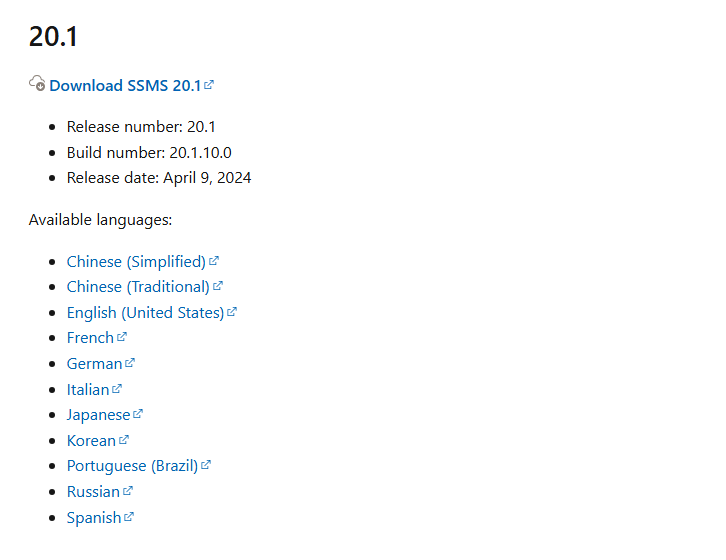 20.1
Download SSMS 20.1
Release number: 20.1
Build number: 20.1.10.0
Release date: April 9, 2024
Available languages:
Chinese (Simplified)
Chinese (Traditional)
English (United States)
French
German
Italian
Japanese
Korean
Portuguese (Brazil)
Russian
Spanish